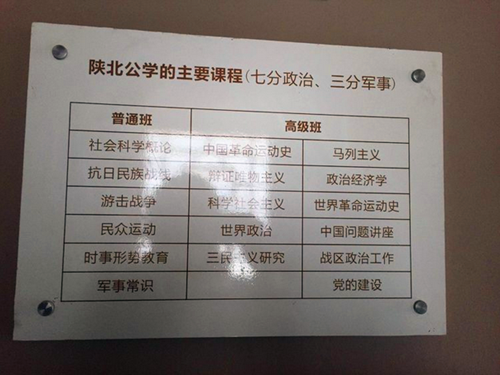 陕北公学的主要课程(七分政治、三分军事)
普通班 高级班
社会科学概论 中国革命运动史 马列主义
抗日民族战线 辩证唯物主义 政治经济学
游击战争 科学社会主义 世界革命运动史
民众运动 世界政治 中国问题讲座
时事形势教育 三民主义研究 战区政治工作
军事常识 党的建设